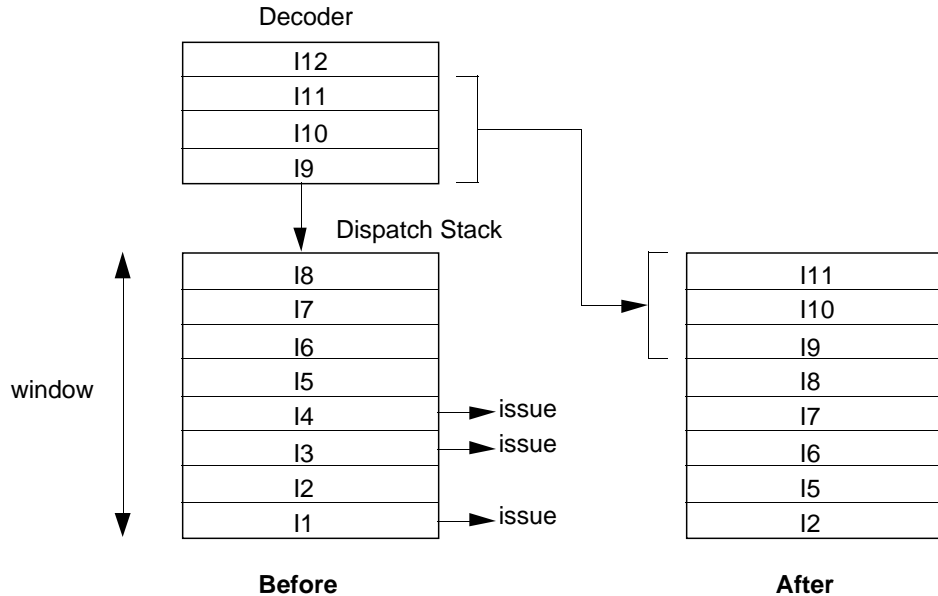 Decoder
I12
I11
I10
I9
Dispatch Stack
window
I8
I7
I6
I5
I4
issue
I3
issue
I2
I1
issue
Before
I11
I10
I9
I8
I7
I6
I5
I2
After